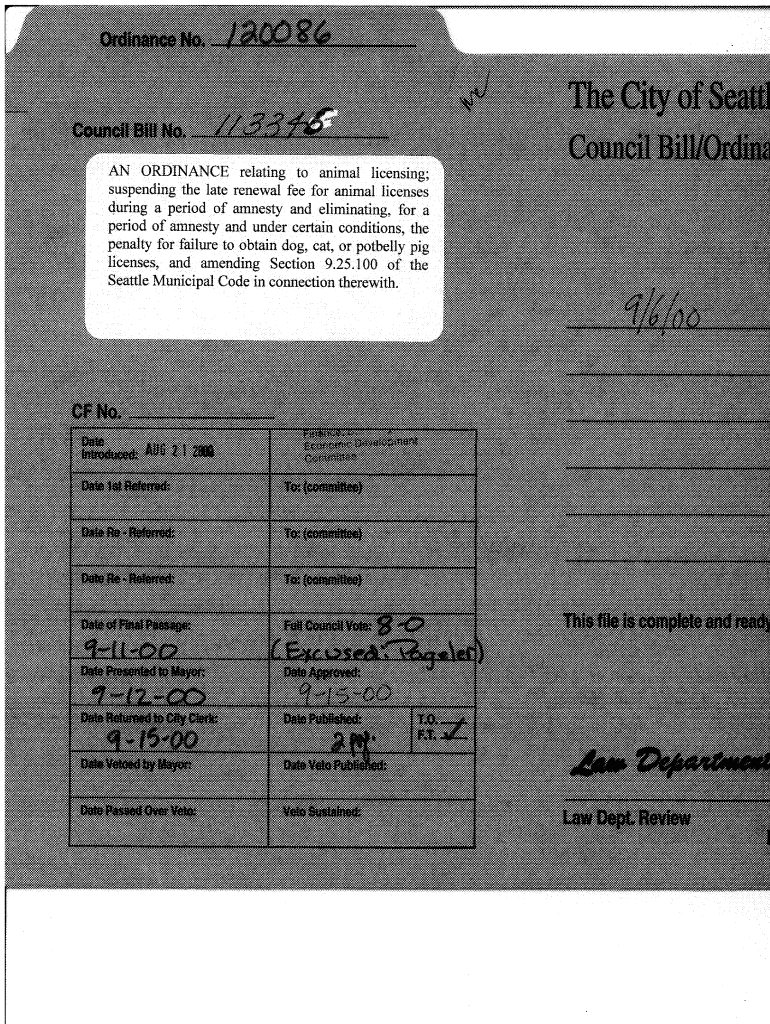 Ordinance No. 120086
Council Bill No. 113346
AN ORDINANCE relating to animal licensing;
suspending the late renewal fee for animal licenses
during a period of amnesty and eliminating, for a
period of amnesty and under certain conditions, the
penalty for failure to obtain dog, cat, or potbelly pig
licenses, and amending Section 9.25.100 of the
Seattle Municipal Code in connection therewith.
CF No.
Date
Introduced: AUG 21 2000
Economic Development
Committee
Date 1st Referred:
To: (committee)
Date Re - Referred:
To: (committee)
Date Re - Referred:
To: (committee)
Date of Final Passage:
9-11-00
Full Council Vote: 8-0
(Excused: Pageler)
Date Presented to Mayor:
9-12-00
Date Approved:
9-15-00
Date Returned to City Clerk:
9-15-00
Date Published:
2 pg.
T.O.
F.T. ✓
Date Vetoed by Mayor:
Date Veto Published:
Date Passed Over Veto:
Veto Sustained:
The City of Seattl
Council Bill/Ordina
9/6/00
This file is complete and ready
Law Department
Law Dept. Review